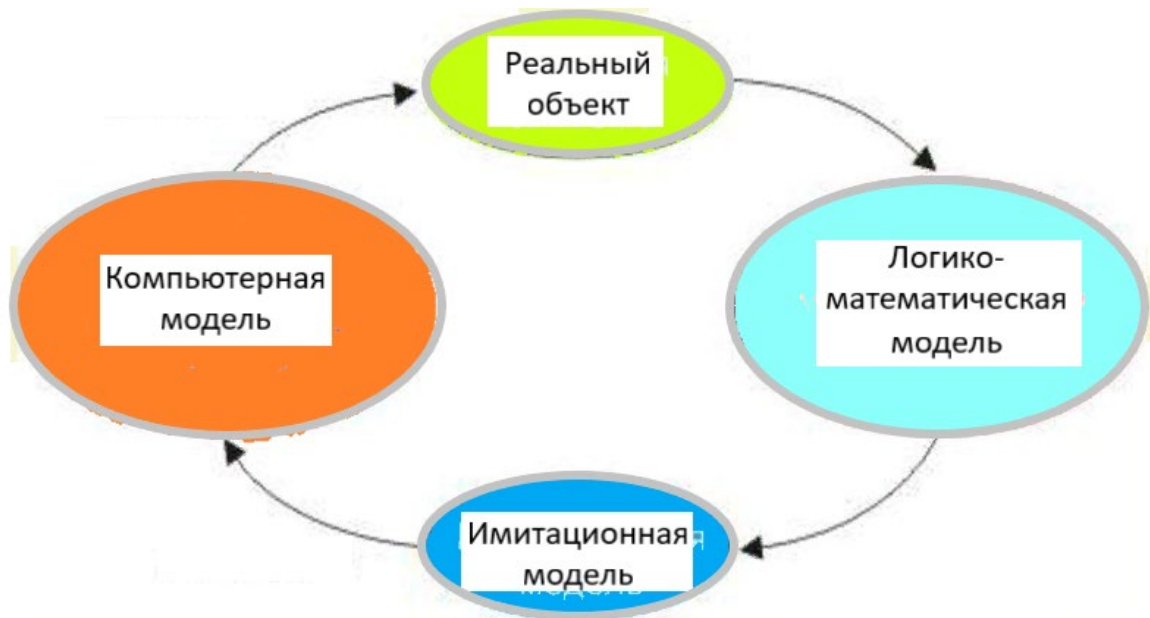 Реальный
объект
Компьютерная
модель
Логико-
математическая
модель
Имитационная
модель